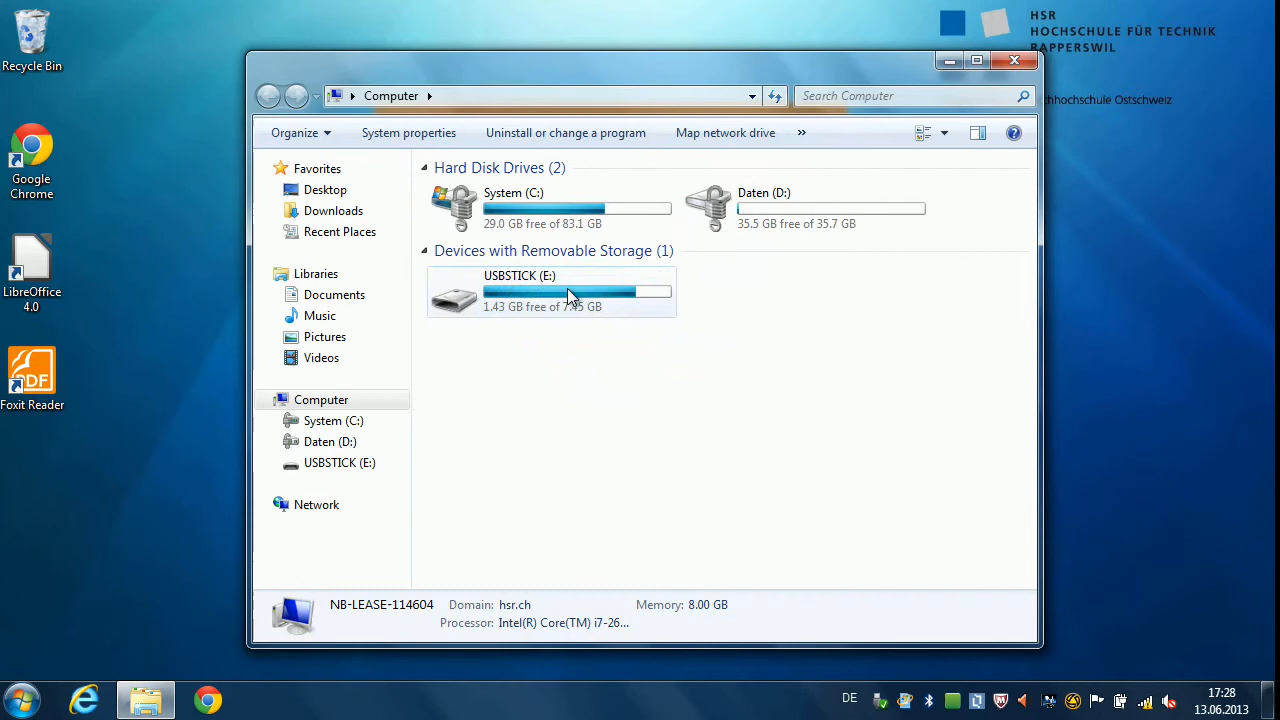 Recycle Bin
Google
Chrome
LibreOffice
4.0
PDF
Foxit Reader
HSR
HOCHSCHULE FÜR TECHNIK
RAPPERSWIL
chhochschule Ostschweiz
Computer
Search Computer
Organize
System properties
Uninstall or change a program
Map network drive
»
Favorites
Desktop
Downloads
Recent Places
Libraries
Documents
Music
Pictures
Videos
Computer
System (C:)
Daten (D:)
USBSTICK (E:)
Network
Hard Disk Drives (2)
System (C:)
29.0 GB free of 83.1 GB
Daten (D:)
35.5 GB free of 35.7 GB
Devices with Removable Storage (1)
USBSTICK (E:)
1.43 GB free of 7.45 GB
NB-LEASE-114604
Domain: hsr.ch
Memory: 8.00 GB
Processor: Intel(R) Core(TM) i7-26...
DE
17:28
13.06.2013